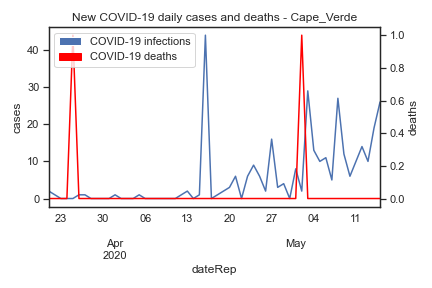 New COVID-19 daily cases and deaths - Cape_Verde
COVID-19 infections
COVID-19 deaths
cases
40
30
20
10
0
deaths
1.0
0.8
0.6
0.4
0.2
0.0
23 30 06 13 20 27 04 11
Apr May
2020
dateRep